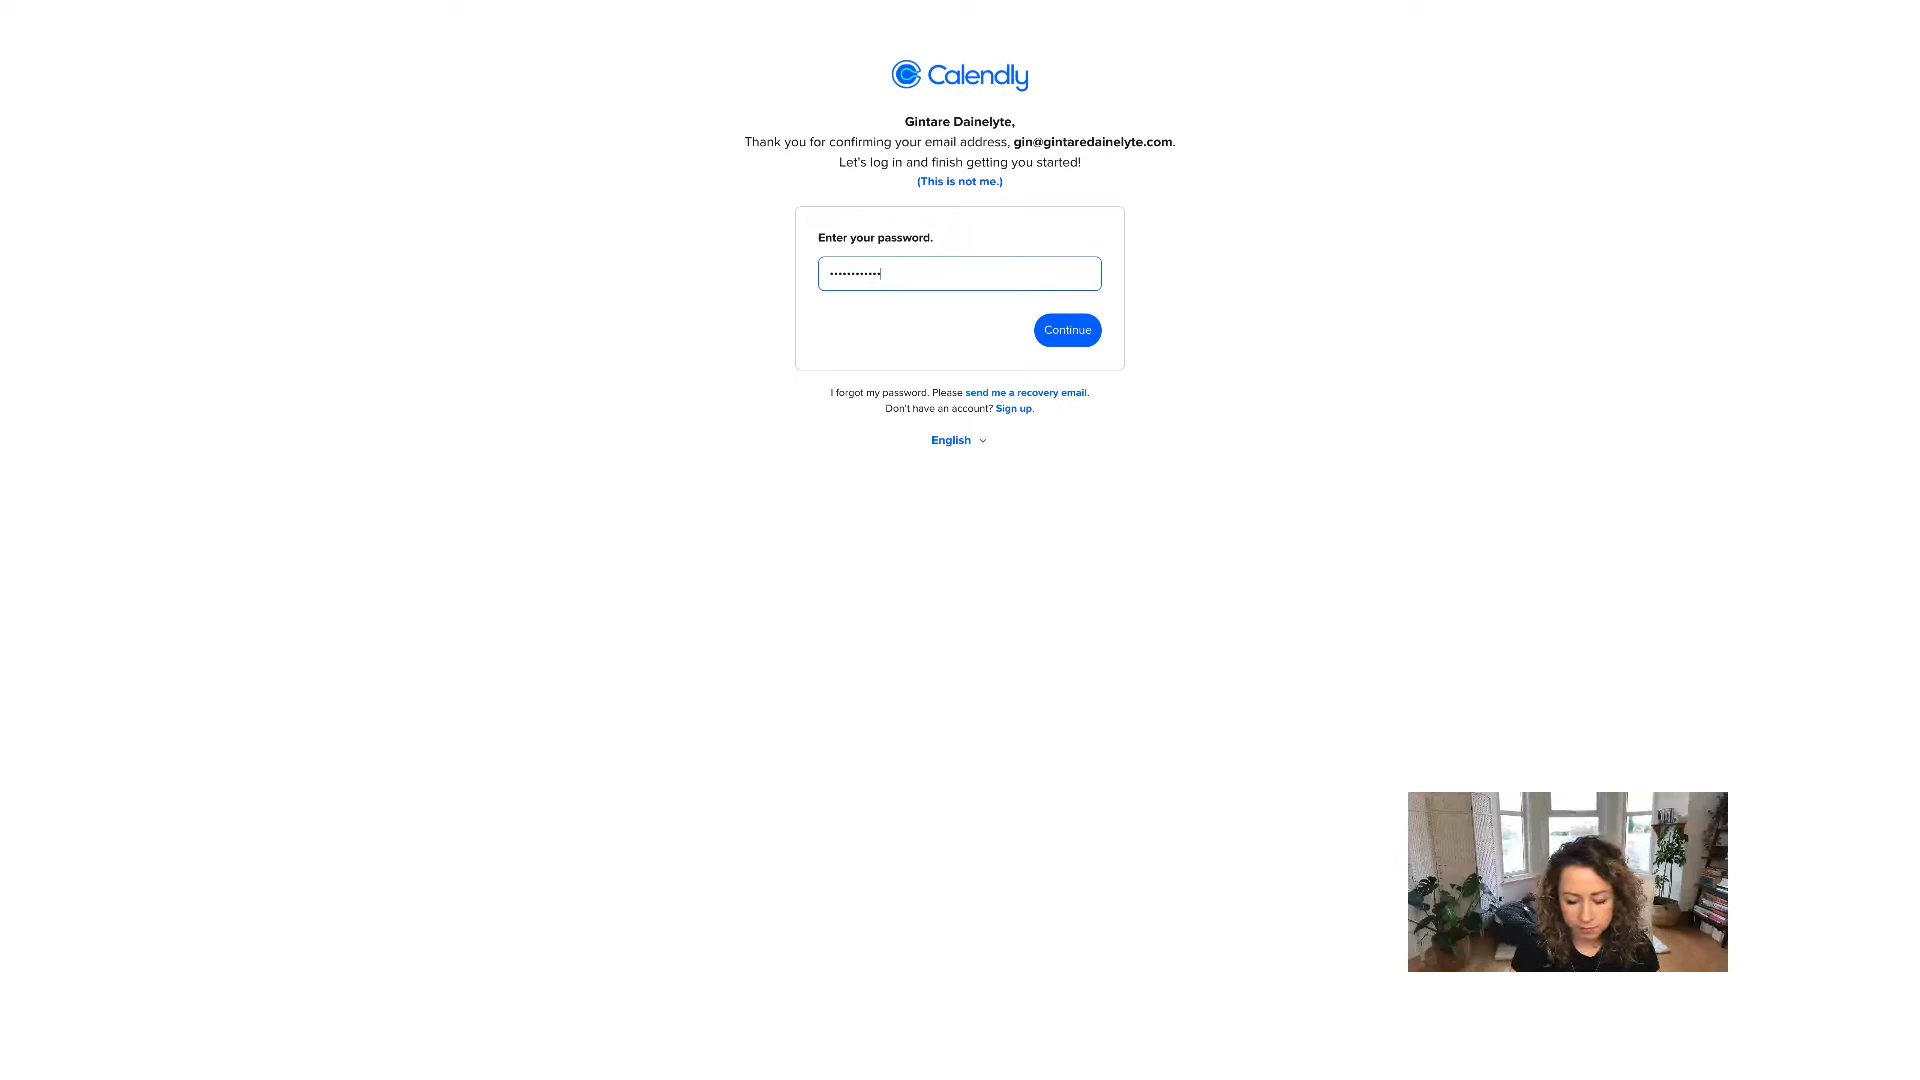 Calendly
Gintare Dainelyte,
Thank you for confirming your email address, gin@gintaredainelyte.com.
Let's log in and finish getting you started!
(This is not me.)
Enter your password.
••••••••••••
Continue
I forgot my password. Please send me a recovery email.
Don't have an account? Sign up.
English